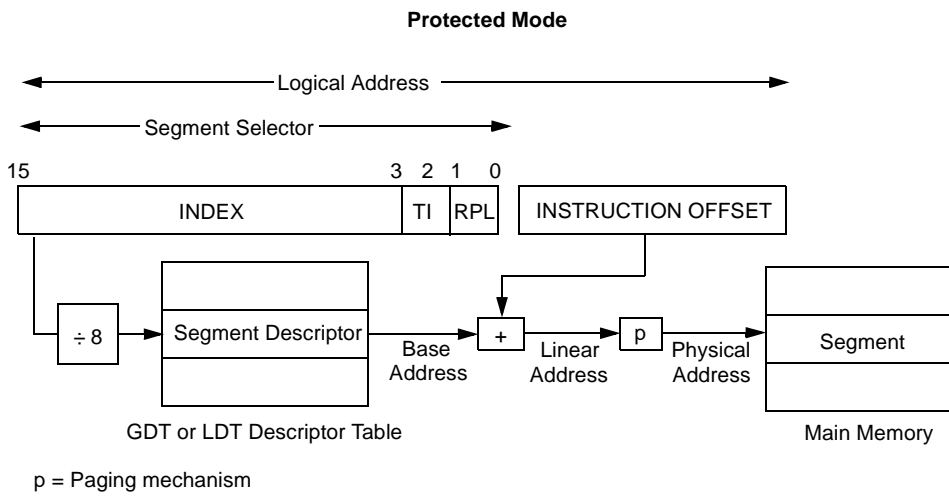 Protected Mode
Logical Address
Segment Selector
15 3 2 1 0
INDEX TI RPL INSTRUCTION OFFSET
÷ 8 Segment Descriptor + p Segment
Base Address
Linear Address
Physical Address
GDT or LDT Descriptor Table Main Memory
p = Paging mechanism